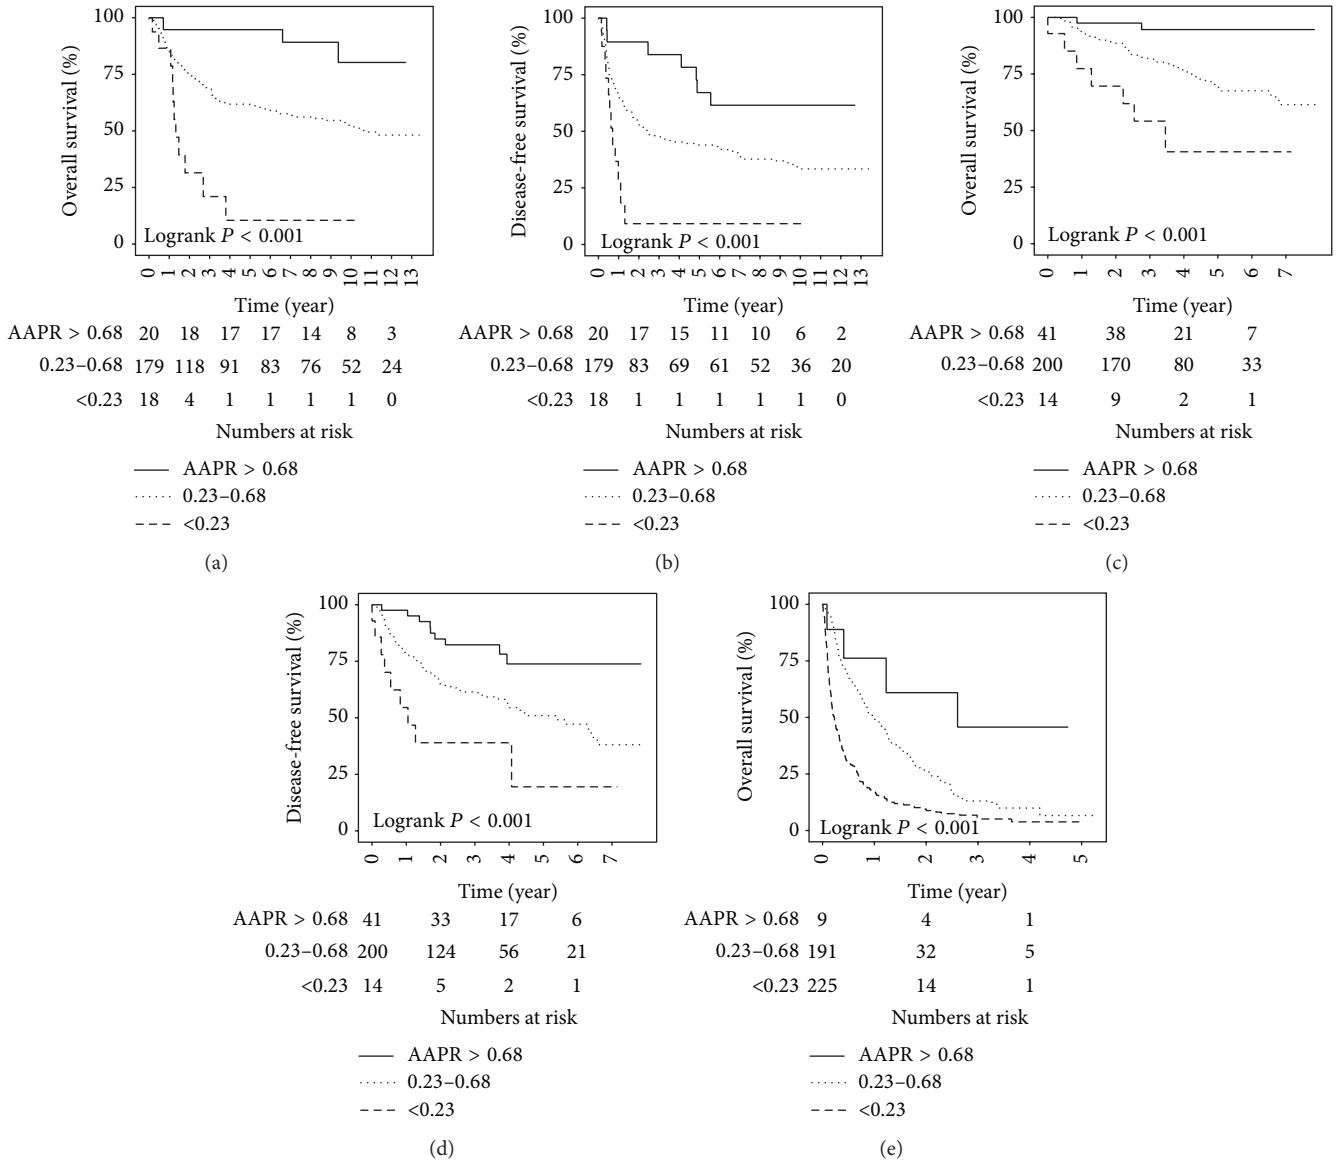 100
75
50
25
0
Overall survival (%)
Logrank P < 0.001
0 1 2 3 4 5 6 7 8 9 10 11 12 13
Time (year)
AAPR > 0.68 20 18 17 17 14 8 3
0.23–0.68 179 118 91 83 76 52 24
<0.23 18 4 1 1 1 1 0
Numbers at risk
AAPR > 0.68
0.23–0.68
<0.23
(a)
100
75
50
25
0
Disease-free survival (%)
Logrank P < 0.001
0 1 2 3 4 5 6 7 8 9 10 11 12 13
Time (year)
AAPR > 0.68 20 17 15 11 10 6 2
0.23–0.68 179 83 69 61 52 36 20
<0.23 18 1 1 1 1 1 0
Numbers at risk
AAPR > 0.68
0.23–0.68
<0.23
(b)
100
75
50
25
0
Overall survival (%)
Logrank P < 0.001
0 1 2 3 4 5 6 7
Time (year)
AAPR > 0.68 41 38 21 7
0.23–0.68 200 170 80 33
<0.23 14 9 2 1
Numbers at risk
AAPR > 0.68
0.23–0.68
<0.23
(c)
100
75
50
25
0
Disease-free survival (%)
Logrank P < 0.001
0 1 2 3 4 5 6 7
Time (year)
AAPR > 0.68 41 33 17 6
0.23–0.68 200 124 56 21
<0.23 14 5 2 1
Numbers at risk
AAPR > 0.68
0.23–0.68
<0.23
(d)
100
75
50
25
0
Overall survival (%)
Logrank P < 0.001
0 1 2 3 4 5
Time (year)
AAPR > 0.68 9 4 1
0.23–0.68 191 32 5
<0.23 225 14 1
Numbers at risk
AAPR > 0.68
0.23–0.68
<0.23
(e)